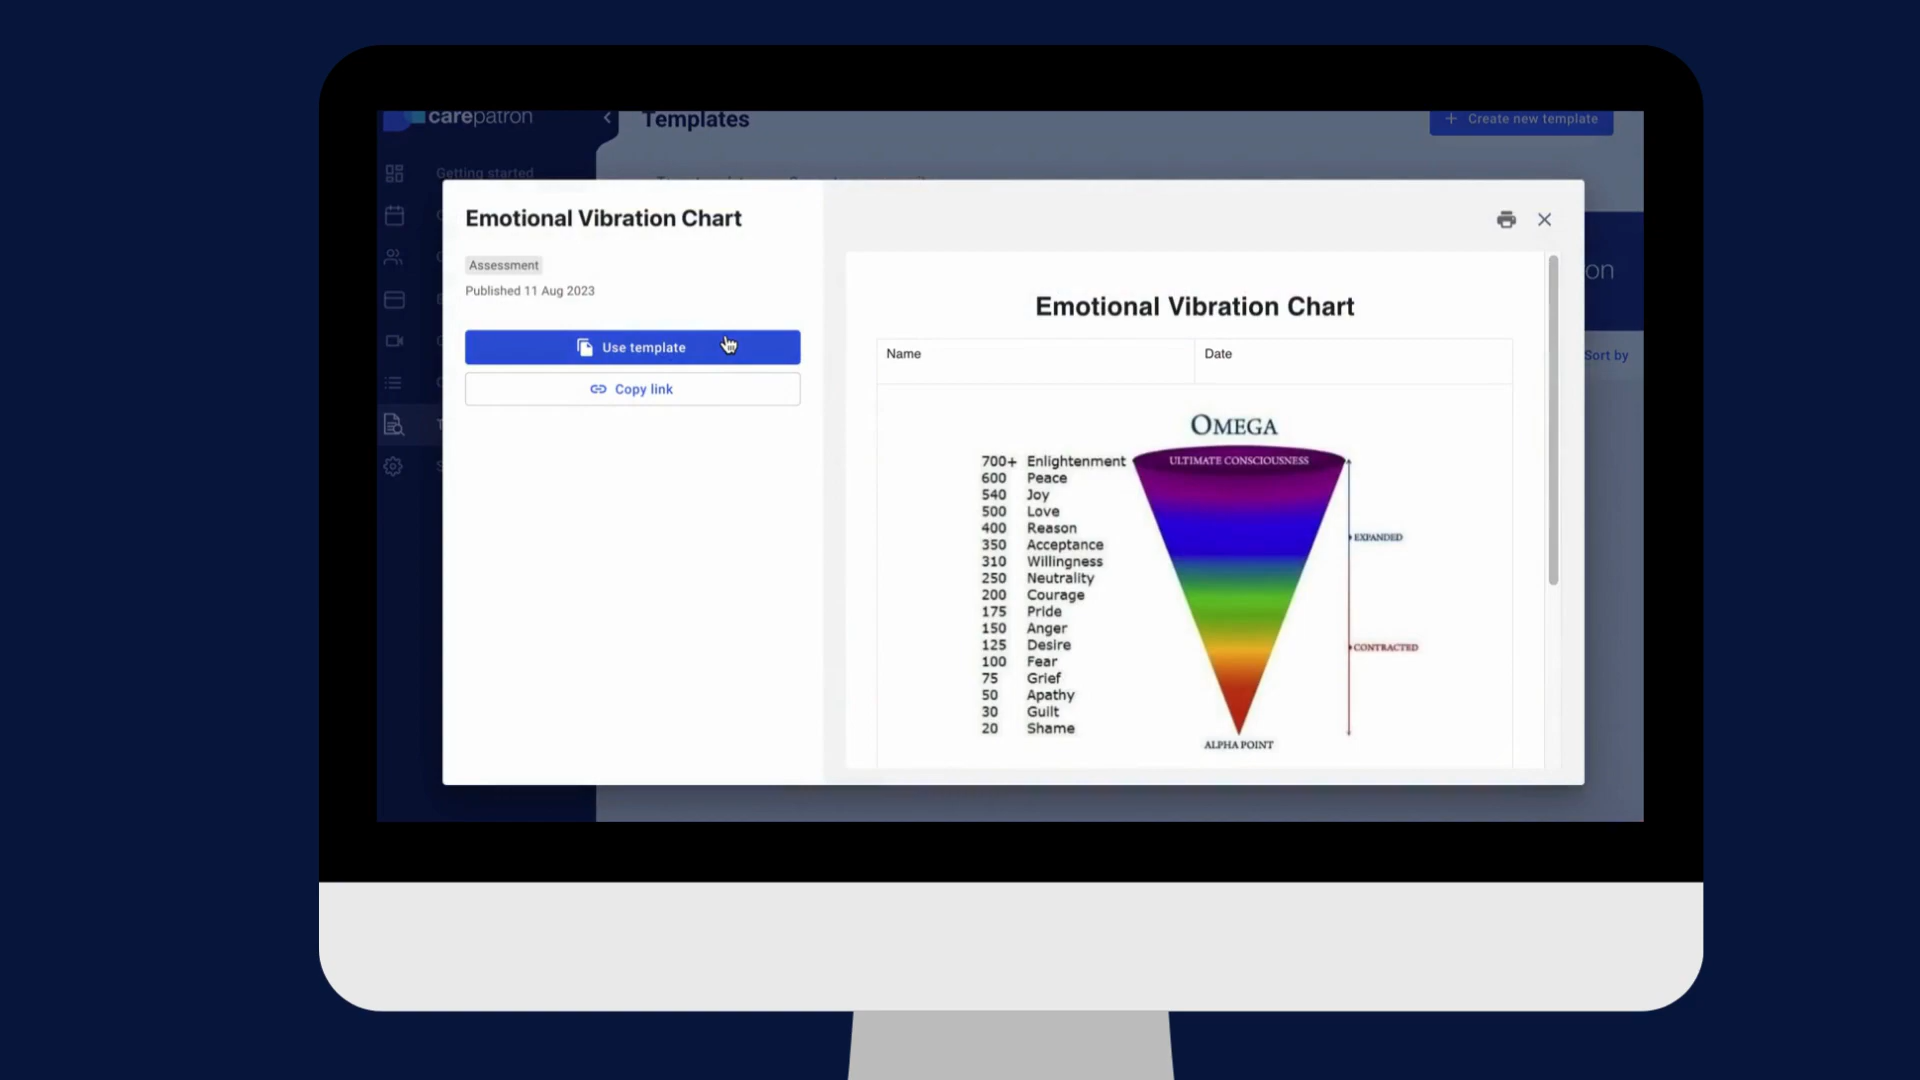 carepatron
Templates
+ Create new template
Getting started
Emotional Vibration Chart
Assessment
Published 11 Aug 2023
Use template
Copy link
on
Sort by
Emotional Vibration Chart
Name
Date
OMEGA
ULTIMATE CONSCIOUSNESS
700+ Enlightenment
600 Peace
540 Joy
500 Love
400 Reason
350 Acceptance
310 Willingness
250 Neutrality
200 Courage
175 Pride
150 Anger
125 Desire
100 Fear
75 Grief
50 Apathy
30 Guilt
20 Shame
EXPANDED
CONTRACTED
ALPHA POINT